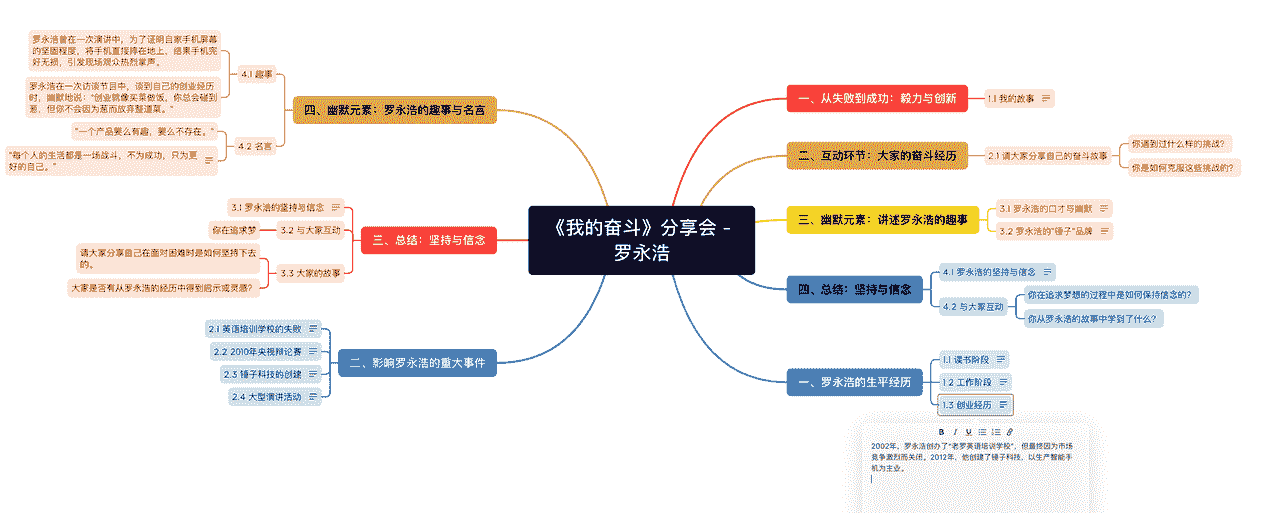 《我的奋斗》分享会 -
罗永浩
一、从失败到成功：毅力与创新
1.1 我的故事
二、互动环节：大家的奋斗经历
2.1 请大家分享自己的奋斗故事
你遇到过什么样的挑战？
你是如何克服这些挑战的？
三、幽默元素：讲述罗永浩的趣事
3.1 罗永浩的口才与幽默
3.2 罗永浩的“锤子”品牌
四、总结：坚持与信念
4.1 罗永浩的坚持与信念
4.2 与大家互动
你在追求梦想的过程中是如何保持信念的？
你从罗永浩的故事中学到了什么？
一、罗永浩的生平经历
1.1 读书阶段
1.2 工作阶段
1.3 创业经历
B I U
2002年，罗永浩创办了“老罗英语培训学校”，但最终因为市场
竞争激烈而关闭。2012年，他创建了锤子科技，以生产智能手
机为主业。
二、影响罗永浩的重大事件
2.1 英语培训学校的失败
2.2 2010年央视辩论赛
2.3 锤子科技的创建
2.4 大型演讲活动
三、总结：坚持与信念
3.1 罗永浩的坚持与信念
3.2 与大家互动
你在追求梦
3.3 大家的故事
请大家分享自己在面对困难时是如何坚持下去
的。
大家是否有从罗永浩的经历中得到启示或灵感？
四、幽默元素：罗永浩的趣事与名言
4.1 趣事
罗永浩曾在一次演讲中，为了证明自家手机屏幕
的坚固程度，将手机直接摔在地上，结果手机完
好无损，引发现场观众热烈掌声。
罗永浩在一次访谈节目中，谈到自己的创业经历
时，幽默地说：“创业就像买菜做饭，你总会碰到
葱，但你不会因为葱而放弃整道菜。”
4.2 名言
“一个产品要么有趣，要么不存在。”
“每个人的生活都是一场战斗，不为成功，只为更
好的自己。”